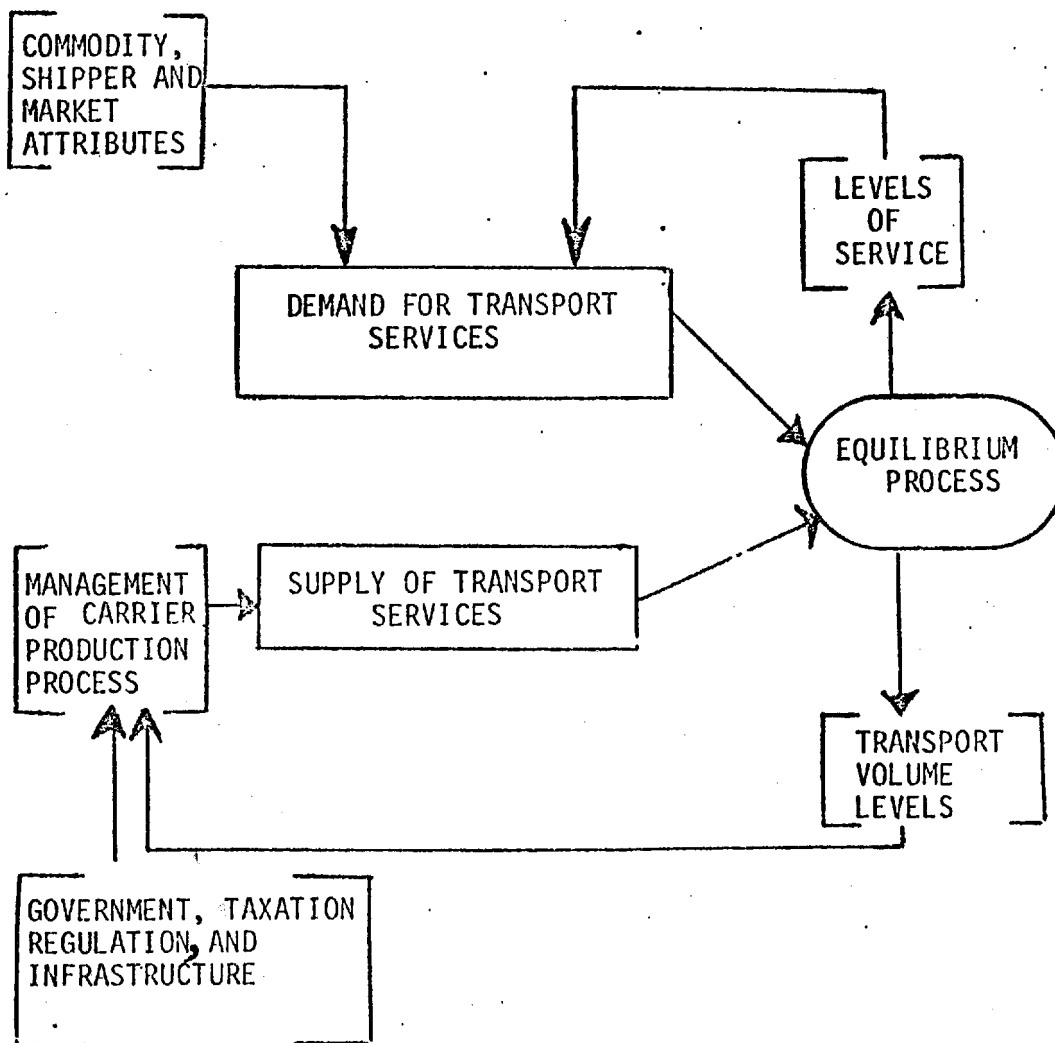 COMMODITY,
SHIPPER AND
MARKET
ATTRIBUTES
LEVELS
OF
SERVICE
DEMAND FOR TRANSPORT
SERVICES
EQUILIBRIUM
PROCESS
MANAGEMENT
OF CARRIER
PRODUCTION
PROCESS
SUPPLY OF TRANSPORT
SERVICES
TRANSPORT
VOLUME
LEVELS
GOVERNMENT, TAXATION
REGULATION, AND
INFRASTRUCTURE